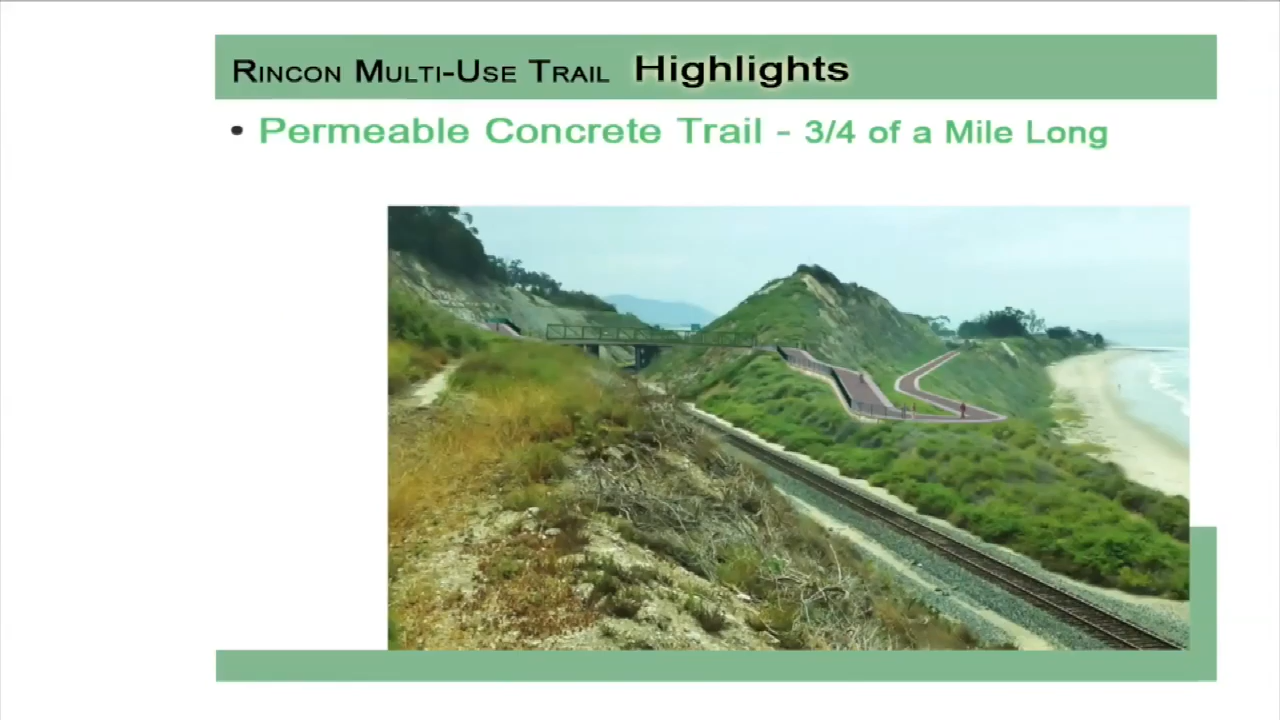 Rincon Multi-Use Trail Highlights
• Permeable Concrete Trail - 3/4 of a Mile Long